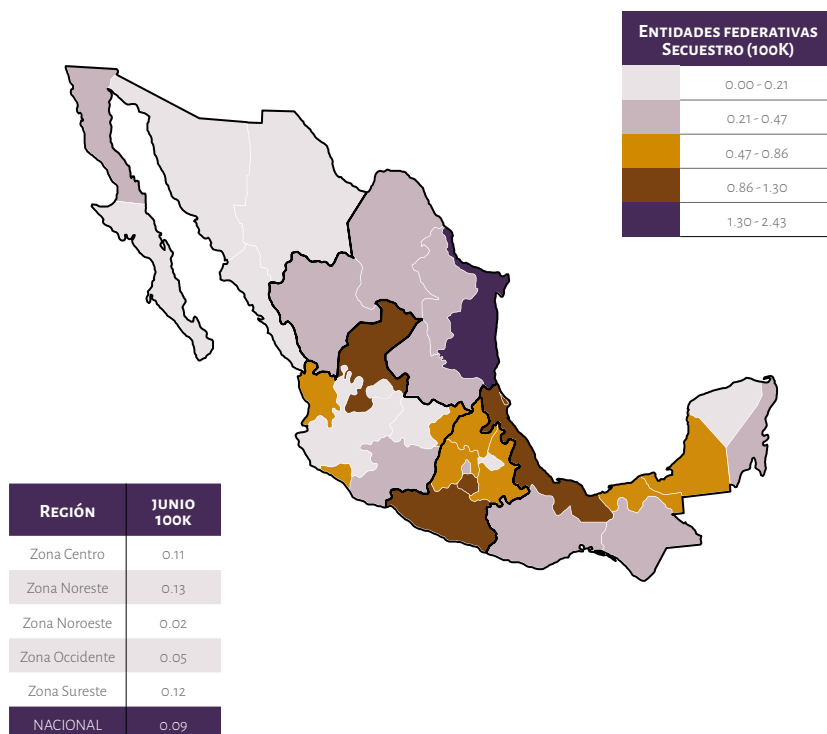 Entidades federativas
Secuestro (100K)
0.00 - 0.21
0.21 - 0.47
0.47 - 0.86
0.86 - 1.30
1.30 - 2.43
Región Junio 100K
Zona Centro 0.11
Zona Noreste 0.13
Zona Noroeste 0.02
Zona Occidente 0.05
Zona Sureste 0.12
NACIONAL 0.09